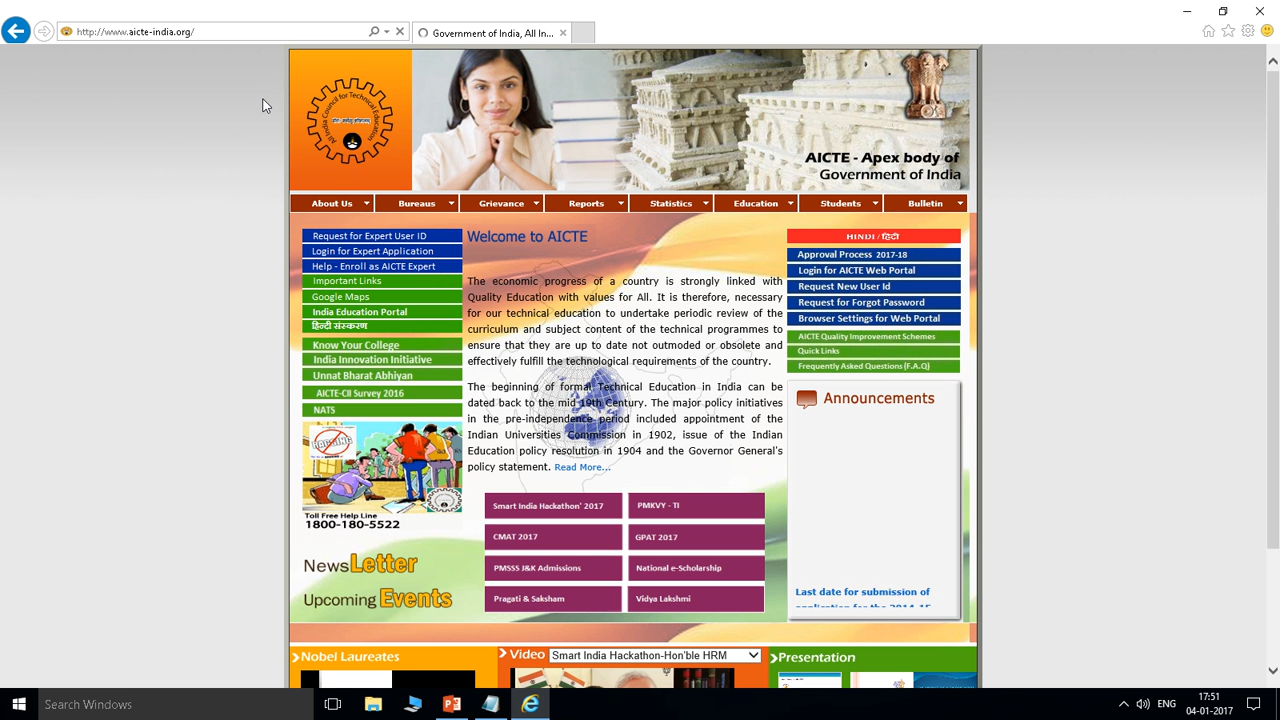 http://www.aicte-india.org/
Government of India, All In...
All India Council for Technical Education
AICTE - Apex body of
Government of India
About Us
Bureaus
Grievance
Reports
Statistics
Education
Students
Bulletin
Request for Expert User ID
Login for Expert Application
Help - Enroll as AICTE Expert
Important Links
Google Maps
India Education Portal
हिन्दी संस्करण
Know Your College
India Innovation Initiative
Unnat Bharat Abhiyan
AICTE-CII Survey 2016
NATS
RAGGING
Toll Free Help Line
1800-180-5522
NewsLetter
Upcoming Events
Welcome to AICTE
The economic progress of a country is strongly linked with
Quality Education with values for All. It is therefore, necessary
for our technical education to undertake periodic review of the
curriculum and subject content of the technical programmes to
ensure that they are up to date not outmoded or obsolete and
effectively fulfill the technological requirements of the country.
The beginning of formal Technical Education in India can be
dated back to the mid 19th Century. The major policy initiatives
in the pre-independence period included appointment of the
Indian Universities Commission in 1902, issue of the Indian
Education policy resolution in 1904 and the Governor General's
policy statement. Read More...
Smart India Hackathon' 2017
PMKVY - TI
CMAT 2017
GPAT 2017
PMSSS J&K Admissions
National e-Scholarship
Pragati & Saksham
Vidya Lakshmi
HINDI / हिंदी
Approval Process 2017-18
Login for AICTE Web Portal
Request New User Id
Request for Forgot Password
Browser Settings for Web Portal
AICTE Quality Improvement Schemes
Quick Links
Frequently Asked Questions (F.A.Q)
Announcements
Last date for submission of
application for the 2014-15
Nobel Laureates
Video
Smart India Hackathon-Hon'ble HRM
Presentation
Search Windows
ENG
17:51
04-01-2017